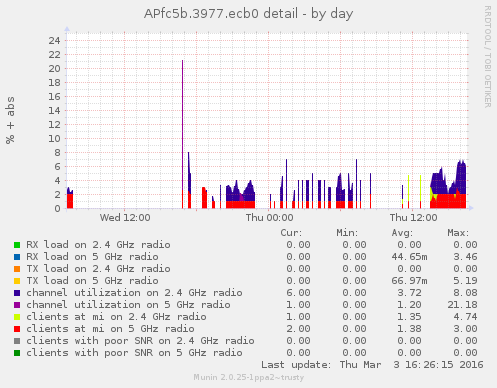 APfc5b.3977.ecb0 detail - by day
RRDTOOL / TOBI OETIKER
% + abs
24
22
20
18
16
14
12
10
8
6
4
2
0
Wed 12:00 Thu 00:00 Thu 12:00
Cur: Min: Avg: Max:
RX load on 2.4 GHz radio 0.00 0.00 0.00 0.00
RX load on 5 GHz radio 0.00 0.00 44.65m 3.46
TX load on 2.4 GHz radio 0.00 0.00 0.00 0.00
TX load on 5 GHz radio 0.00 0.00 66.97m 5.19
channel utilization on 2.4 GHz radio 6.00 0.00 3.72 8.08
channel utilization on 5 GHz radio 1.00 0.00 1.20 21.18
clients at mi on 2.4 GHz radio 1.00 0.00 1.35 4.74
clients at mi on 5 GHz radio 2.00 0.00 1.38 3.00
clients with poor SNR on 2.4 GHz radio 0.00 0.00 0.00 0.00
clients with poor SNR on 5 GHz radio 0.00 0.00 0.00 0.00
Last update: Thu Mar 3 16:26:15 2016
Munin 2.0.25-1ppa2~trusty